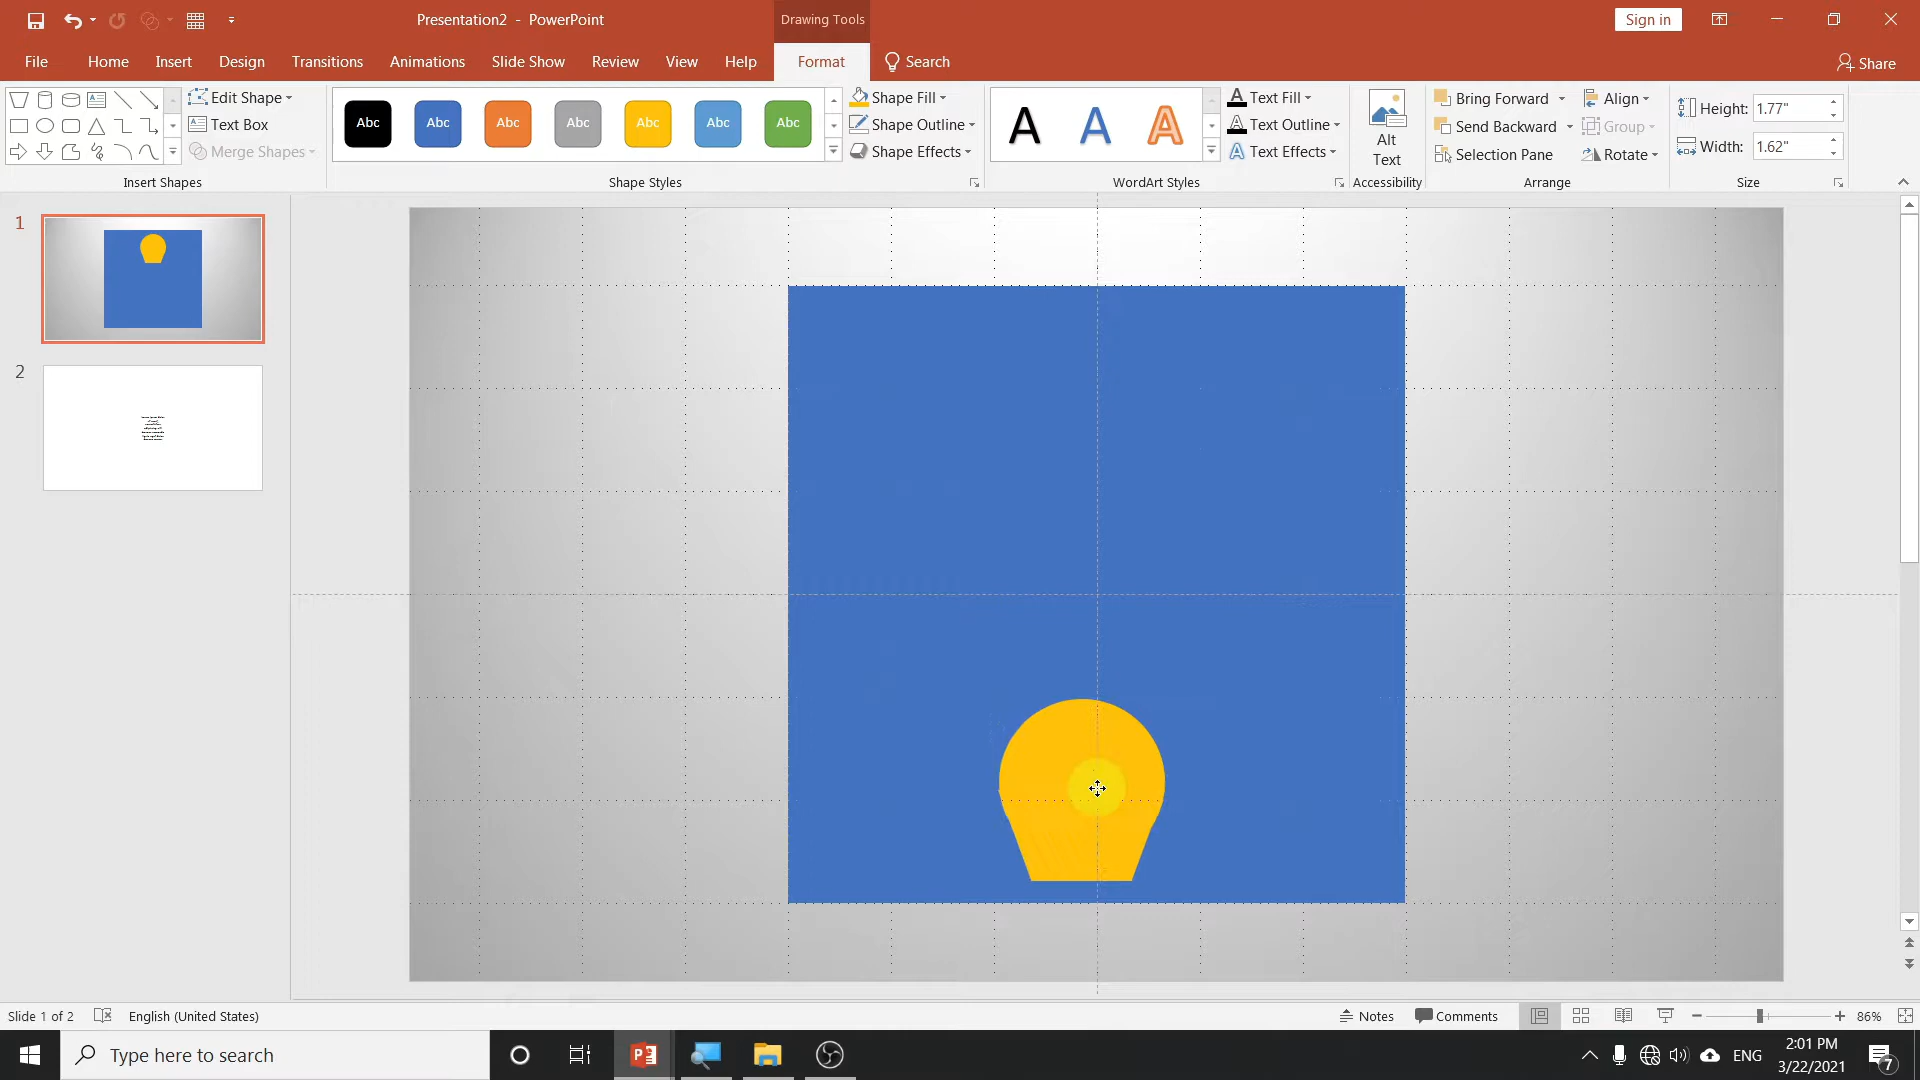 Presentation2 - PowerPoint
Drawing Tools
Sign in
File
Home
Insert
Design
Transitions
Animations
Slide Show
Review
View
Help
Format
Search
Share
Edit Shape
Text Box
Merge Shapes
Insert Shapes
Abc
Abc
Abc
Abc
Abc
Abc
Abc
Shape Fill
Shape Outline
Shape Effects
Shape Styles
A
A
A
Text Fill
Text Outline
Text Effects
WordArt Styles
Alt
Text
Accessibility
Bring Forward
Send Backward
Selection Pane
Align
Group
Rotate
Arrange
Height: 1.77"
Width: 1.62"
Size
1
2
Slide 1 of 2
English (United States)
Notes
Comments
86%
Type here to search
ENG
2:01 PM
3/22/2021
7